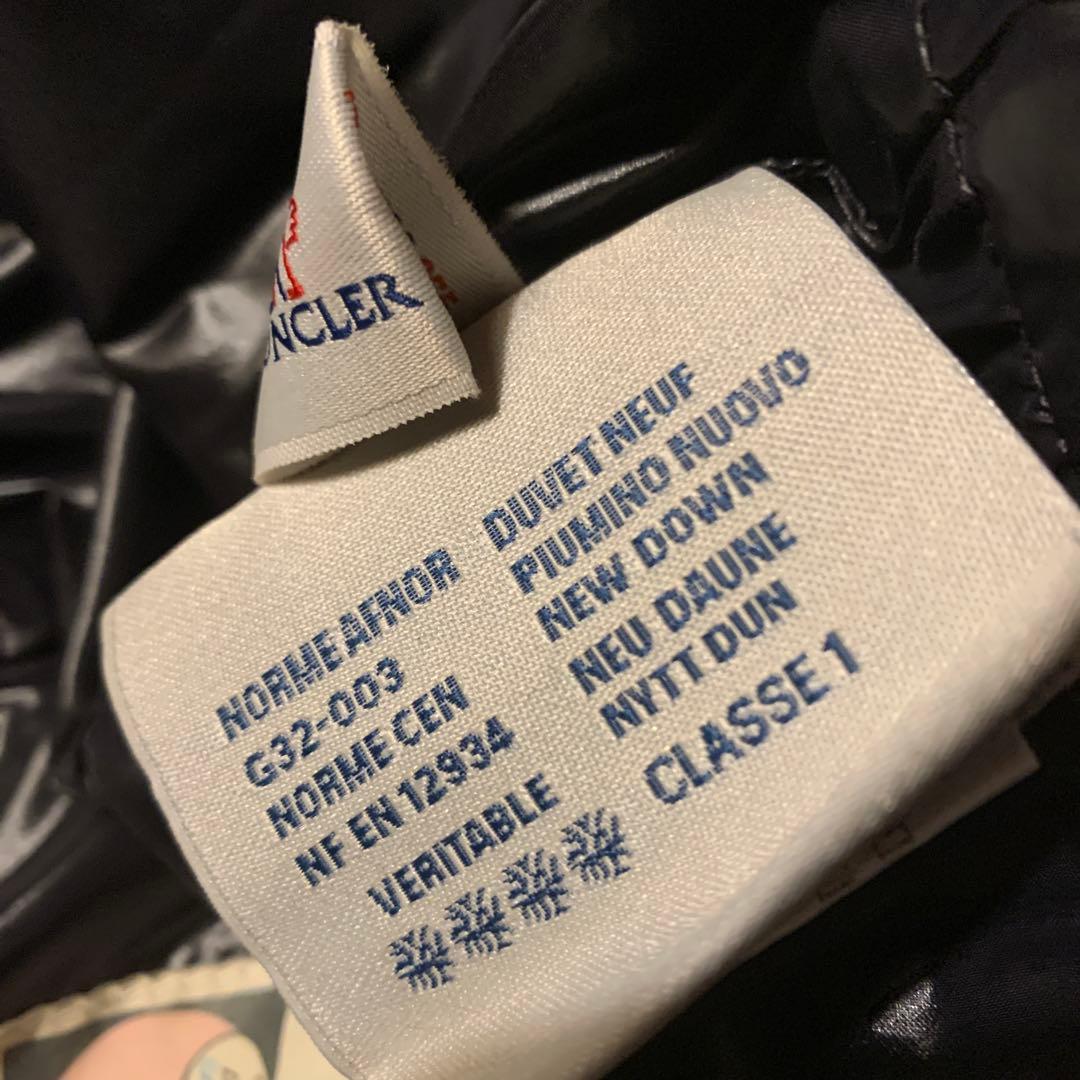 NCLER
NORME AFNOR
G32-003
NORME CEN
NF EN 12934
VERITABLE
DUVET NEUF
PIUMINO NUOVO
NEW DOWN
NEU DAUNE
NYTT DUN
CLASSE 1